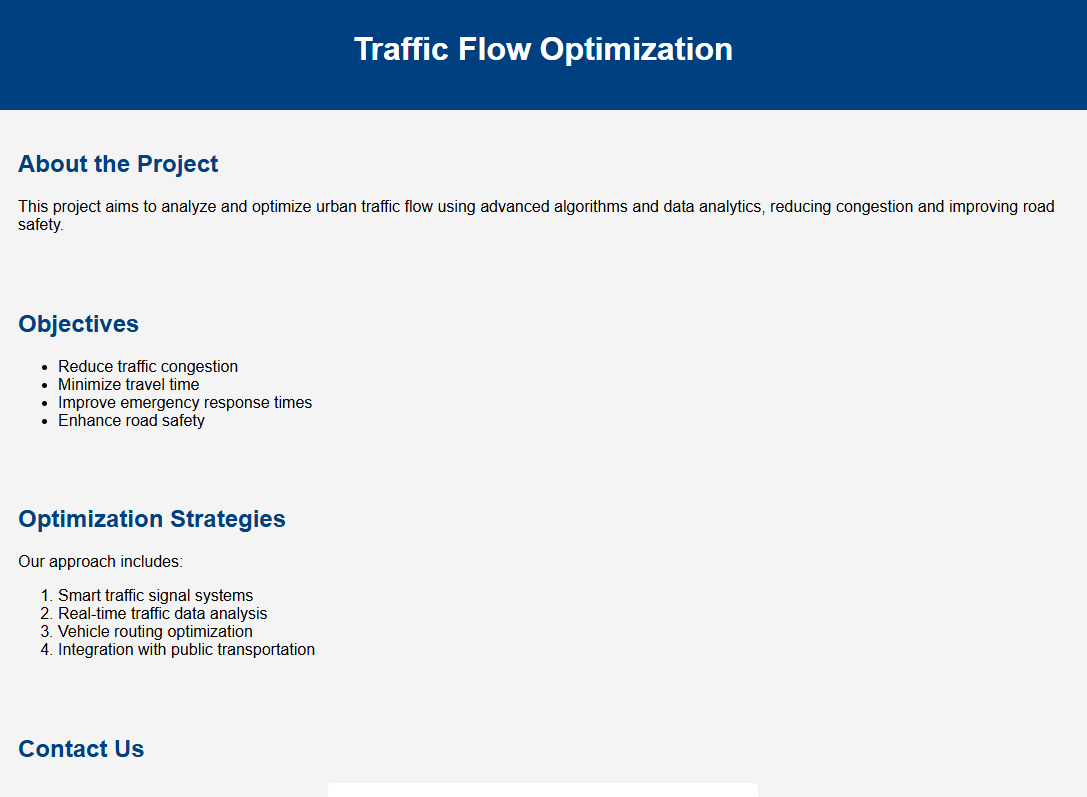 Traffic Flow Optimization
About the Project
This project aims to analyze and optimize urban traffic flow using advanced algorithms and data analytics, reducing congestion and improving road
safety.
Objectives
• Reduce traffic congestion
• Minimize travel time
• Improve emergency response times
• Enhance road safety
Optimization Strategies
Our approach includes:
1. Smart traffic signal systems
2. Real-time traffic data analysis
3. Vehicle routing optimization
4. Integration with public transportation
Contact Us